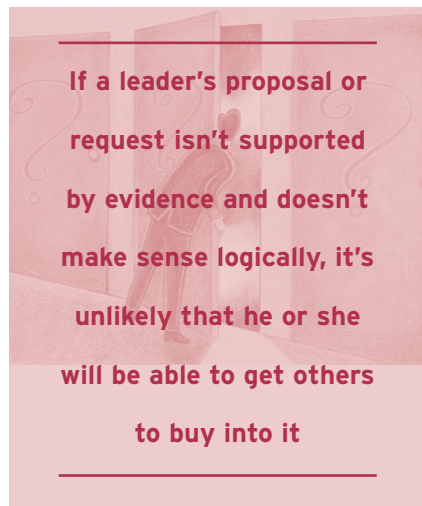 If a leader’s proposal or
request isn’t supported
by evidence and doesn’t
make sense logically, it’s
unlikely that he or she
will be able to get others
to buy into it